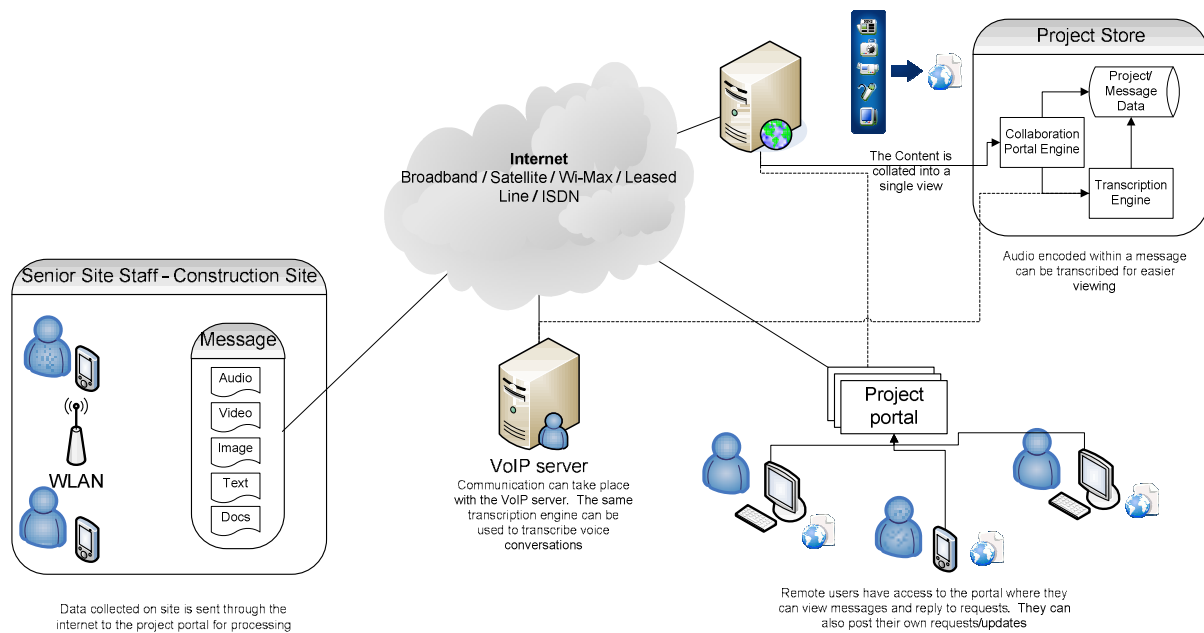 Project Store
Project/
Message
Data
Collaboration
Portal Engine
Transcription
Engine
The Content is
collated into a
single view
Audio encoded within a message
can be transcribed for easier
viewing
Internet
Broadband / Satellite / Wi-Max / Leased
Line / ISDN
Senior Site Staff – Construction Site
Message
Audio
Video
Image
Text
Docs
WLAN
Data collected on site is sent through the
internet to the project portal for processing
VoIP server
Communication can take place
with the VoIP server.  The same
transcription engine can be
used to transcribe voice
conversations
Project
portal
Remote users have access to the portal where they
can view messages and reply to requests.  They can
also post their own requests/updates